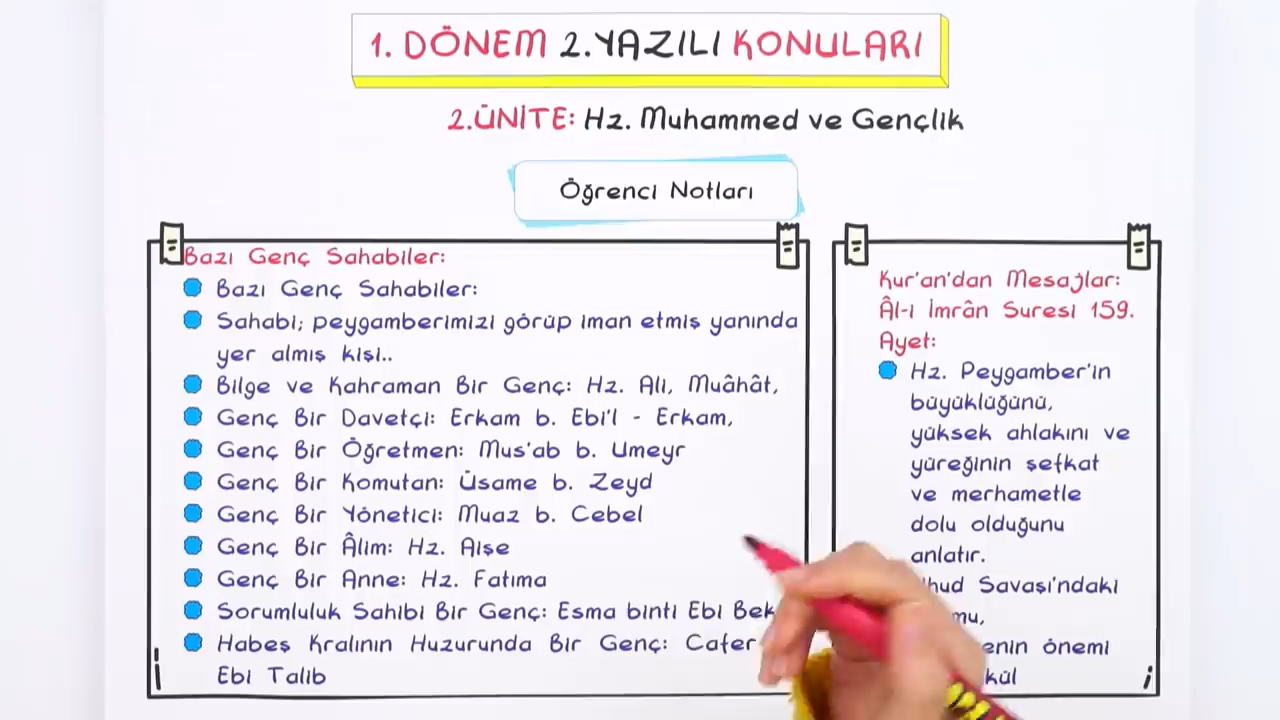 1. DÖNEM 2.YAZILI KONULARI
2.ÜNİTE: Hz. Muhammed ve Gençlik
Öğrenci Notları
Bazı Genç Sahabiler:
Bazı Genç Sahabiler:
Sahabi; peygamberimizi görüp iman etmiş yanında
yer almış kişi..
Bilge ve Kahraman Bir Genç: Hz. Ali, Muâhât,
Genç Bir Davetçi: Erkam b. Ebi'l - Erkam,
Genç Bir Öğretmen: Mus'ab b. Umeyr
Genç Bir Komutan: Üsame b. Zeyd
Genç Bir Yönetici: Muaz b. Cebel
Genç Bir Âlim: Hz. Aişe
Genç Bir Anne: Hz. Fatıma
Sorumluluk Sahibi Bir Genç: Esma binti Ebi
Habeş Kralının Huzurunda Bir Genç: Cafer
Ebi Talib
Kur'an'dan Mesajlar:
Âl-i İmrân Suresi 159.
Ayet:
Hz. Peygamber'in
büyüklüğünü,
yüksek ahlakını ve
yüreğinin şefkat
ve merhametle
dolu olduğunu
anlatır.
Savaşı'ndaki
önemi